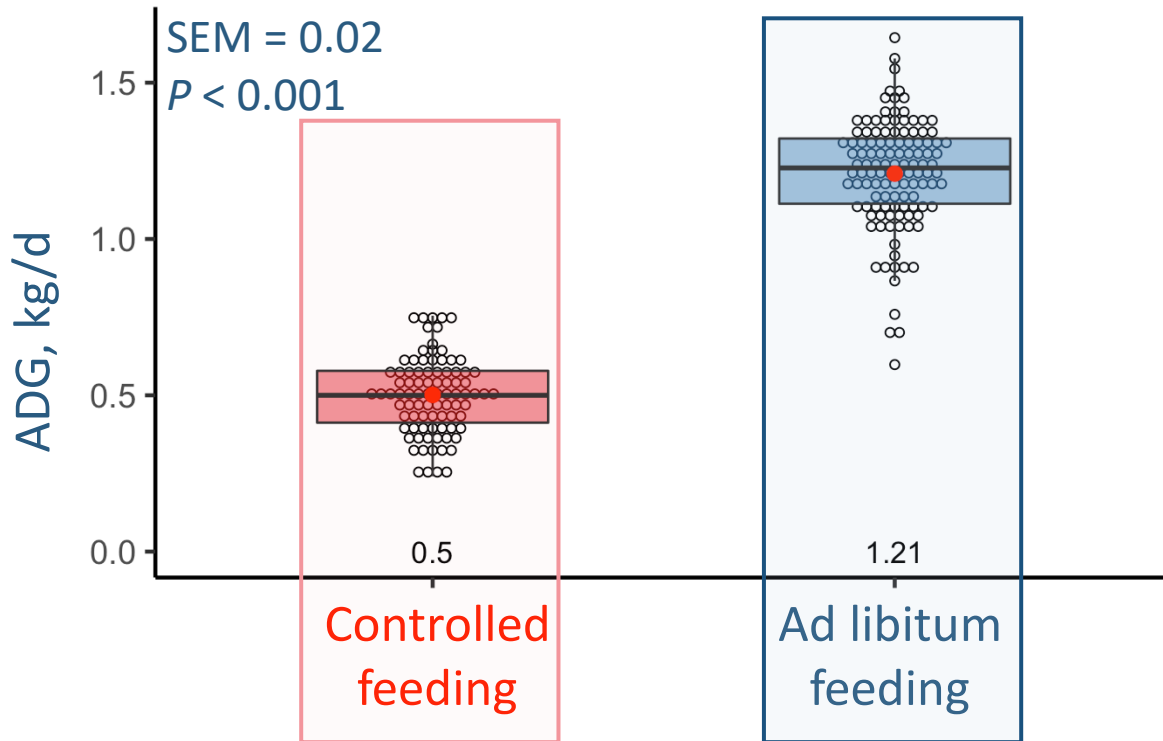 SEM = 0.02
P < 0.001
ADG, kg/d
1.5
1.0
0.5
0.0
0.5
1.21
Controlled
feeding
Ad libitum
feeding